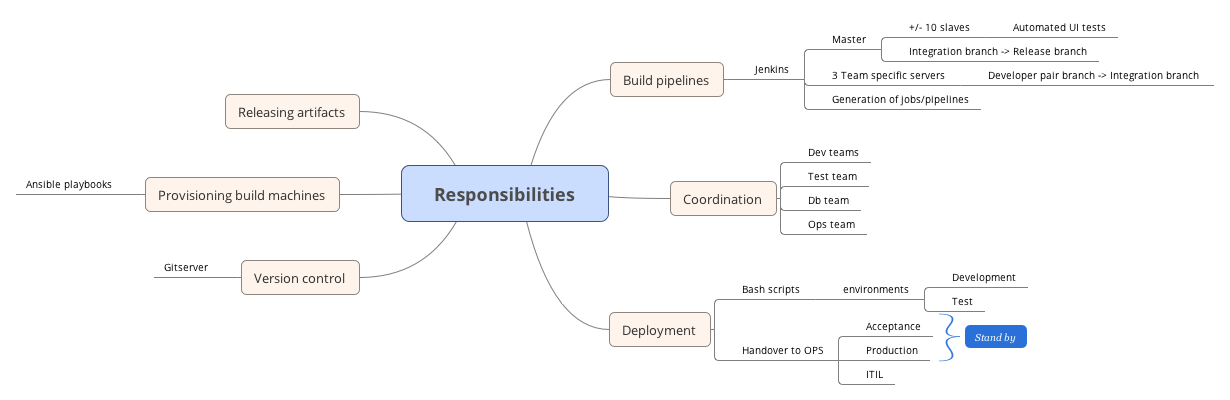 Responsibilities
Build pipelines
Jenkins
Master
+/- 10 slaves
Automated UI tests
Integration branch -> Release branch
3 Team specific servers
Developer pair branch -> Integration branch
Generation of jobs/pipelines
Coordination
Dev teams
Test team
Db team
Ops team
Deployment
Bash scripts
environments
Development
Test
Handover to OPS
Acceptance
Production
ITIL
Stand by
Releasing artifacts
Provisioning build machines
Ansible playbooks
Version control
Gitserver